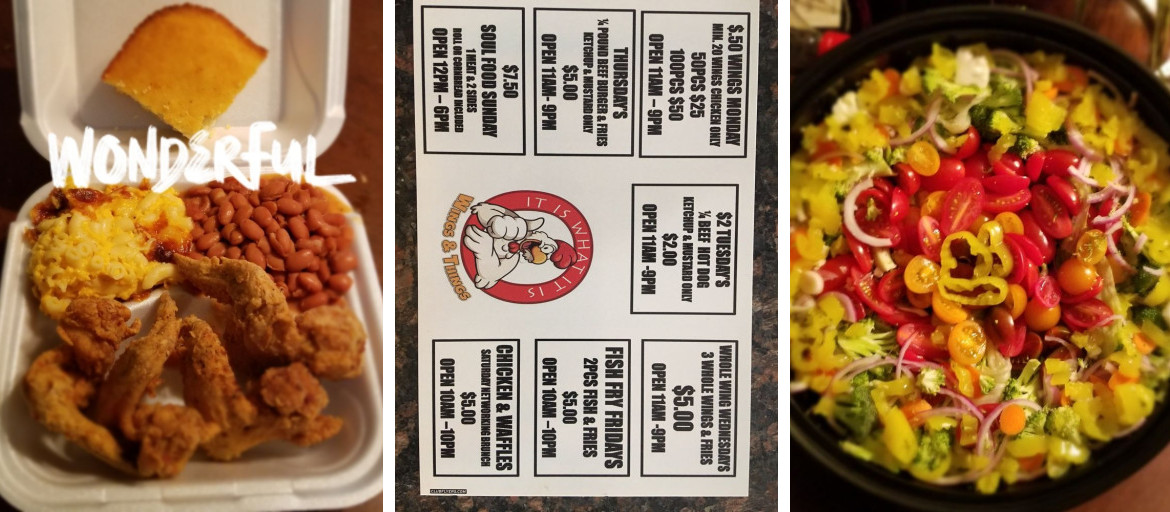 WONDERFUL
$.50 WINGS MONDAY
MIN. 20 WINGS CHICKEN ONLY
50PCS $25
100PCS $50
OPEN 11AM – 9PM
$2 TUESDAY'S
¼ BEEF HOT DOG
KETCHUP & MUSTARD ONLY
$2.00
OPEN 11AM -9PM
WHOLE WING WEDNESDAYS
3 WHOLE WINGS & FRIES
$5.00
OPEN 11AM -9PM
THURSDAY'S
¼ POUND BEEF BURGER & FRIES
KETCHUP & MUSTARD ONLY
$5.00
OPEN 11AM - 9PM
IT IS WHAT IT IS
WINGS & THINGS
FISH FRY FRIDAYS
2PCS FISH & FRIES
$5.00
OPEN 10AM –10PM
$7.50
SOUL FOOD SUNDAY
1 MEAT & 2 SIDES
ROLL OR CORNBREAD INCLUDED
OPEN 12PM – 6PM
CHICKEN & WAFFLES
SATURDAY NETWORKING BRUNCH
$5.00
OPEN 10AM –10PM